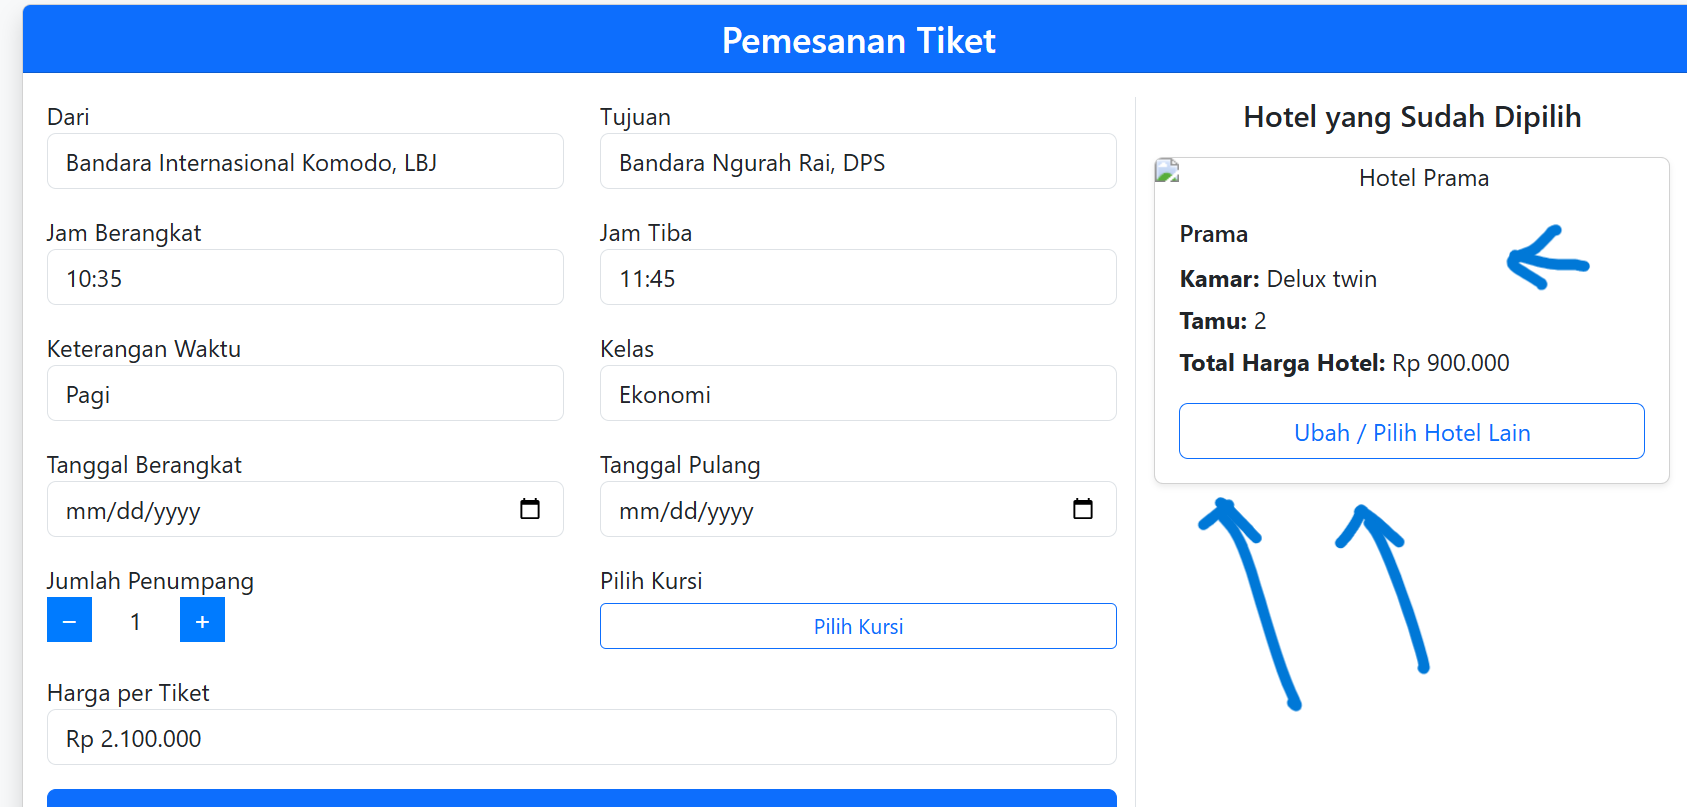 Pemesanan Tiket
Dari
Bandara Internasional Komodo, LBJ
Tujuan
Bandara Ngurah Rai, DPS
Jam Berangkat
10:35
Jam Tiba
11:45
Keterangan Waktu
Pagi
Kelas
Ekonomi
Tanggal Berangkat
mm/dd/yyyy
Tanggal Pulang
mm/dd/yyyy
Jumlah Penumpang
− 1 +
Pilih Kursi
Pilih Kursi
Harga per Tiket
Rp 2.100.000
Hotel yang Sudah Dipilih
Hotel Prama
Prama
Kamar: Delux twin
Tamu: 2
Total Harga Hotel: Rp 900.000
Ubah / Pilih Hotel Lain